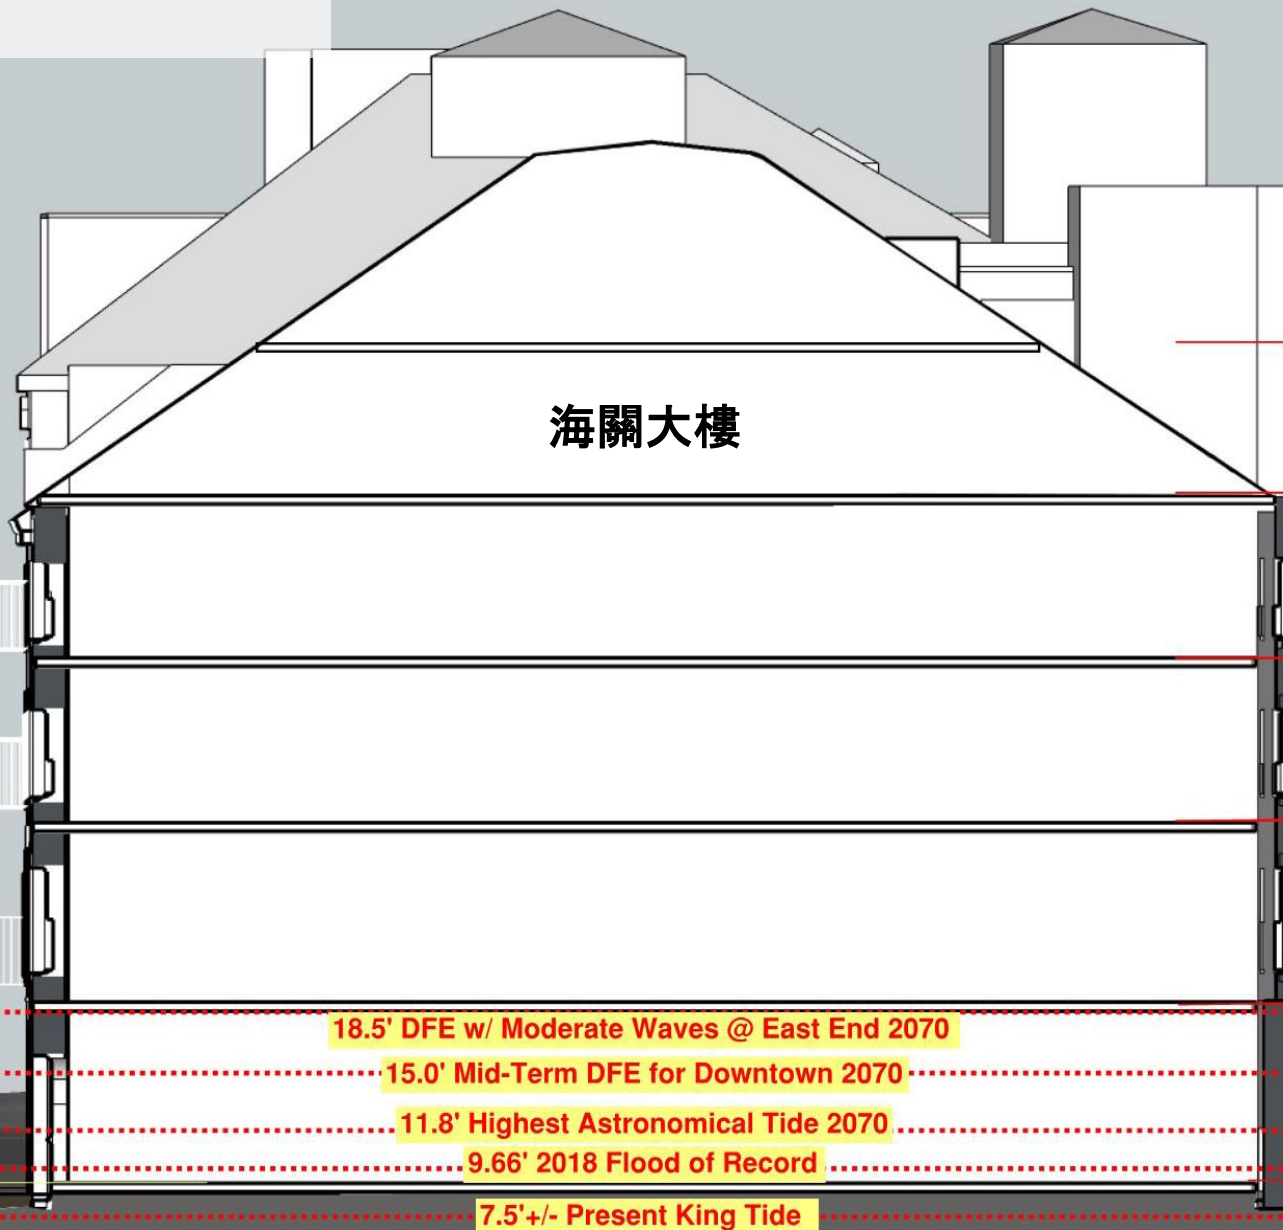 海關大樓
18.5' DFE w/ Moderate Waves @ East End 2070
15.0' Mid-Term DFE for Downtown 2070
11.8' Highest Astronomical Tide 2070
9.66' 2018 Flood of Record
7.5'+/- Present King Tide